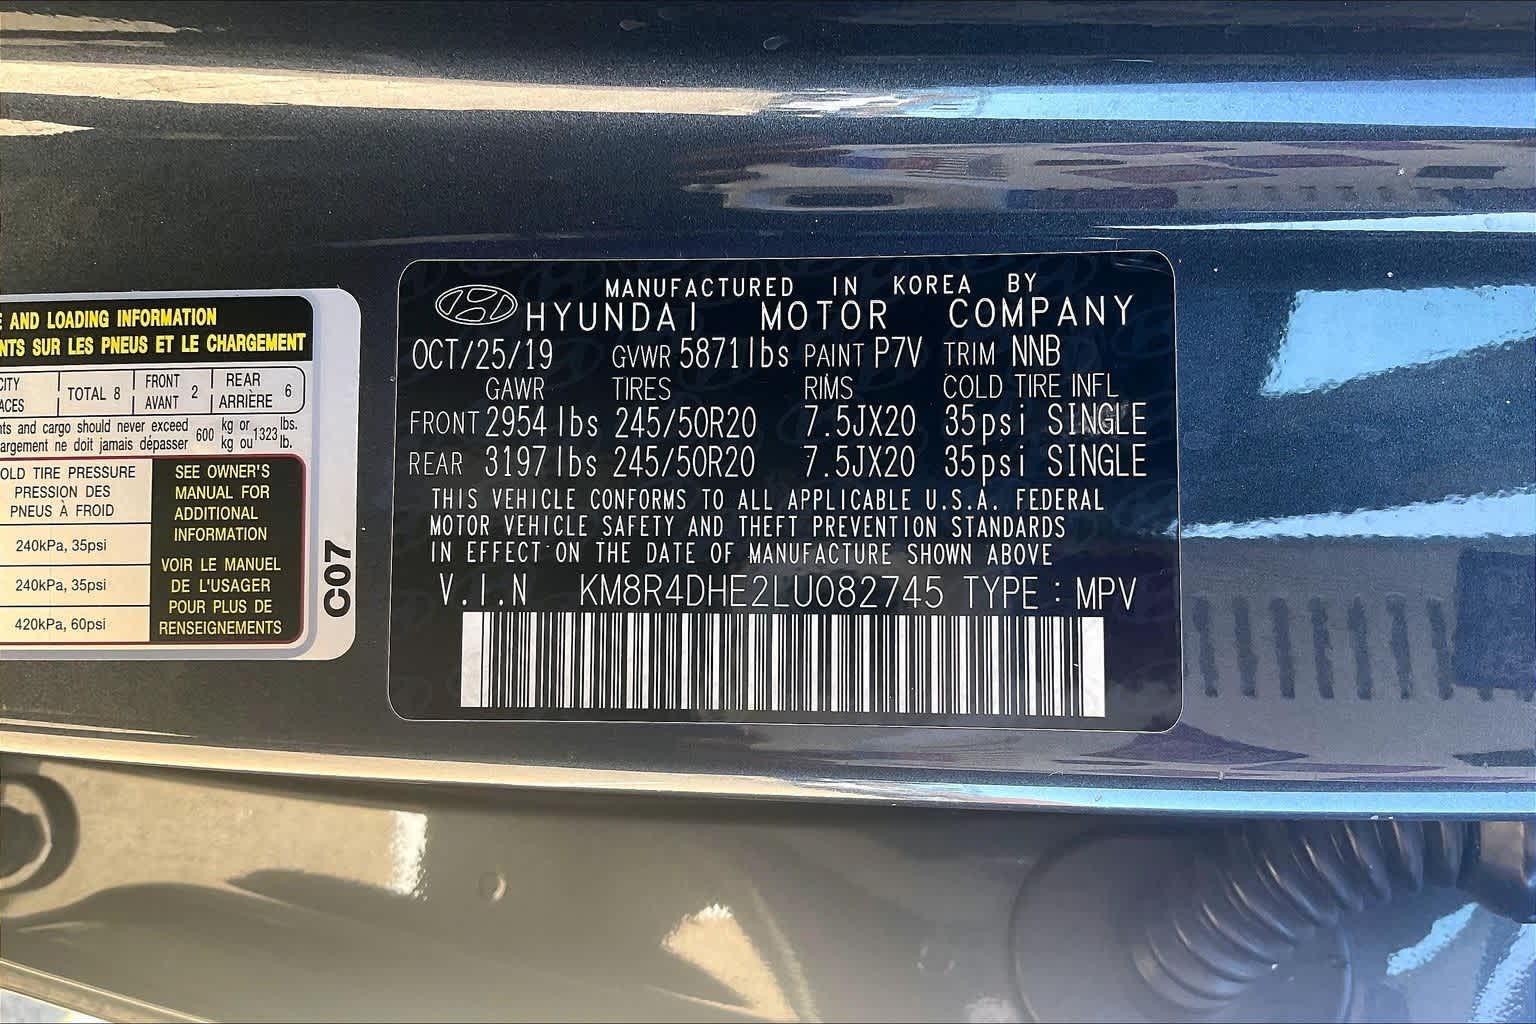 E AND LOADING INFORMATION
NTS SUR LES PNEUS ET LE CHARGEMENT
CITY
ACES
TOTAL 8
FRONT
AVANT 2
REAR
ARRIÈRE 6
nts and cargo should never exceed
argement ne doit jamais dépasser
600
kg or
kg ou
1323
lbs.
lb.
OLD TIRE PRESSURE
PRESSION DES
PNEUS À FROID
240kPa, 35psi
240kPa, 35psi
420kPa, 60psi
SEE OWNER'S
MANUAL FOR
ADDITIONAL
INFORMATION
VOIR LE MANUEL
DE L'USAGER
POUR PLUS DE
RENSEIGNEMENTS
C07
MANUFACTURED IN KOREA BY
HYUNDAI MOTOR COMPANY
OCT/25/19 GVWR 5871lbs PAINT P7V TRIM NNB
GAWR TIRES RIMS COLD TIRE INFL
FRONT 2954 lbs 245/50R20 7.5JX20 35psi SINGLE
REAR 3197 lbs 245/50R20 7.5JX20 35psi SINGLE
THIS VEHICLE CONFORMS TO ALL APPLICABLE U.S.A. FEDERAL
MOTOR VEHICLE SAFETY AND THEFT PREVENTION STANDARDS
IN EFFECT ON THE DATE OF MANUFACTURE SHOWN ABOVE
V.I.N KM8R4DHE2LU082745 TYPE : MPV